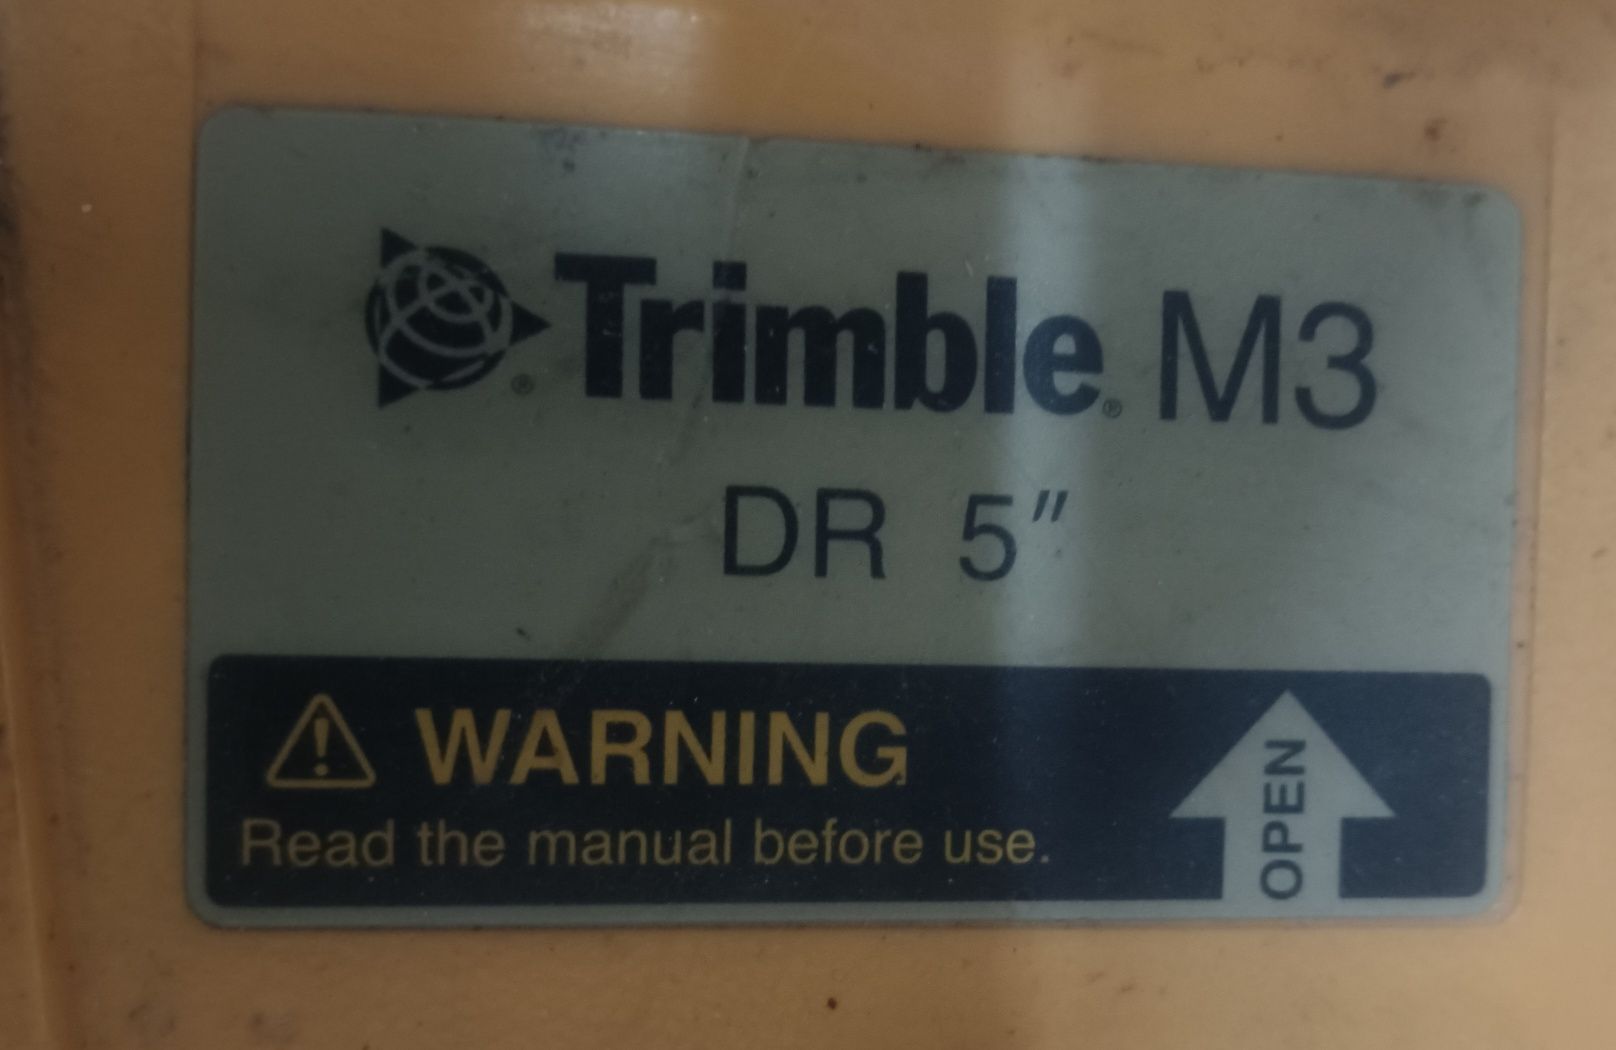 Trimble® M3
DR 5"
⚠ WARNING
Read the manual before use.
OPEN